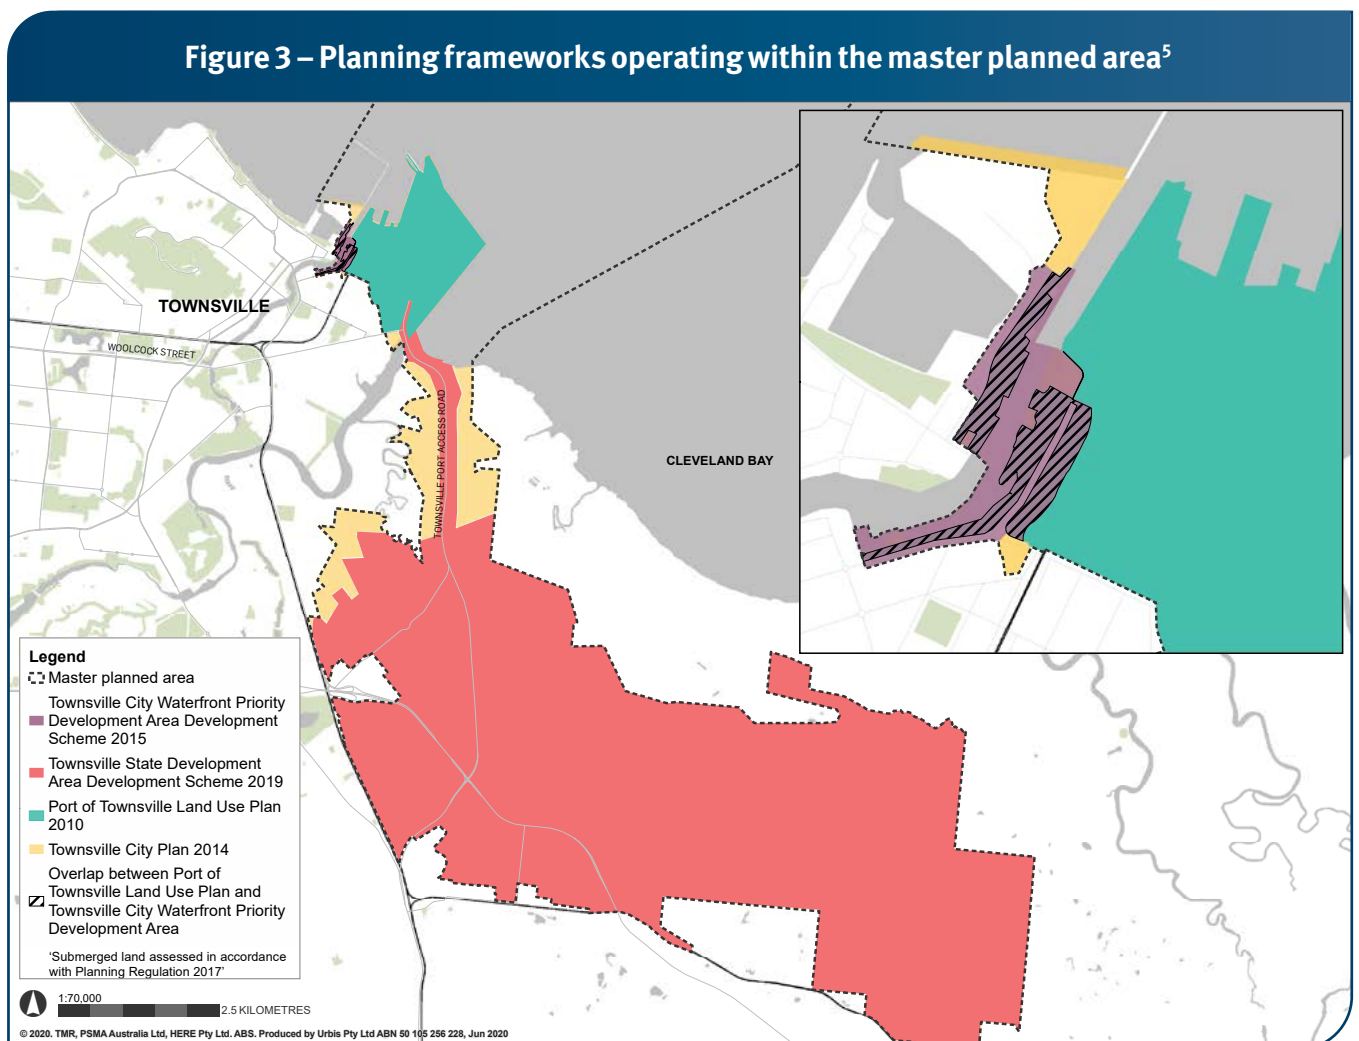 Figure 3 – Planning frameworks operating within the master planned area5
TOWNSVILLE
WOOLCOCK STREET
TOWNSVILLE PORT ACCESS ROAD
CLEVELAND BAY
Legend
Master planned area
Townsville City Waterfront Priority
Development Area Development
Scheme 2015
Townsville State Development
Area Development Scheme 2019
Port of Townsville Land Use Plan
2010
Townsville City Plan 2014
Overlap between Port of
Townsville Land Use Plan and
Townsville City Waterfront Priority
Development Area
‘Submerged land assessed in accordance
with Planning Regulation 2017’
1:70,000
2.5 KILOMETRES
© 2020. TMR, PSMA Australia Ltd, HERE Pty Ltd. ABS. Produced by Urbis Pty Ltd ABN 50 105 256 228, Jun 2020